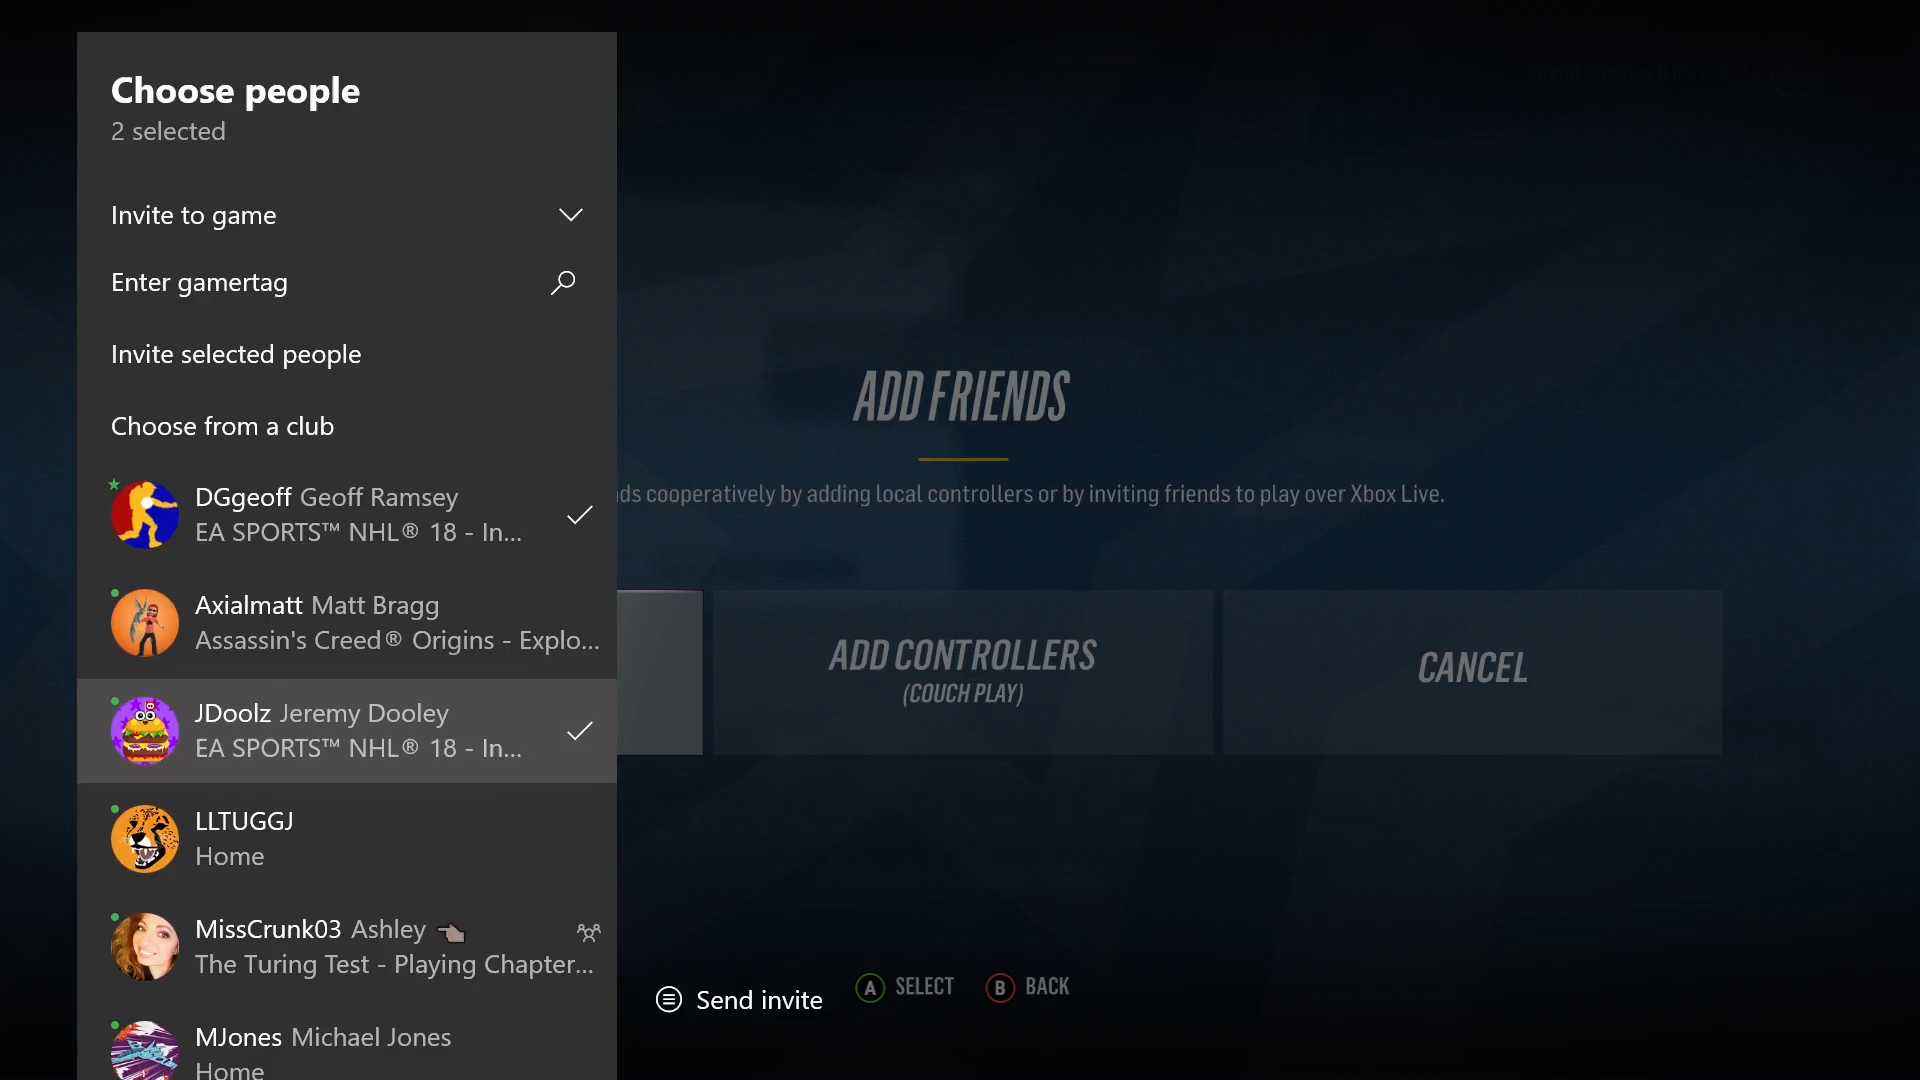 Choose people
2 selected
Invite to game
Enter gamertag
Invite selected people
Choose from a club
DGgeoff Geoff Ramsey
EA SPORTS™ NHL® 18 - In...
Axialmatt Matt Bragg
Assassin's Creed® Origins - Explo...
JDoolz Jeremy Dooley
EA SPORTS™ NHL® 18 - In...
LLTUGGJ
Home
MissCrunk03 Ashley
The Turing Test - Playing Chapter...
MJones Michael Jones
Home
ADD FRIENDS
ds cooperatively by adding local controllers or by inviting friends to play over Xbox Live.
ADD CONTROLLERS
(COUCH PLAY)
CANCEL
Send invite
A SELECT
B BACK